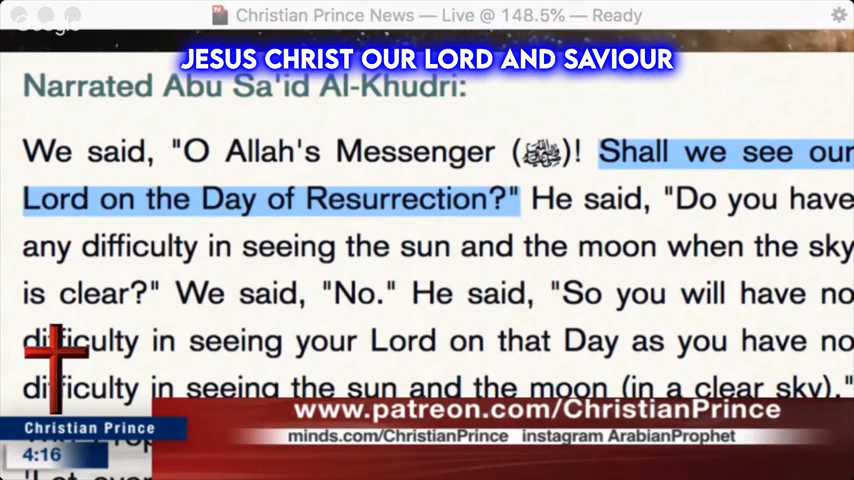 Christian Prince News — Live @ 148.5% — Ready
Google
JESUS CHRIST OUR LORD AND SAVIOUR
Narrated Abu Sa'id Al-Khudri:
We said, "O Allah's Messenger (ﷺ)! Shall we see our
Lord on the Day of Resurrection?" He said, "Do you have
any difficulty in seeing the sun and the moon when the sky
is clear?" We said, "No." He said, "So you will have no
difficulty in seeing your Lord on that Day as you have no
difficulty in seeing the sun and the moon (in a clear sky)."
www.patreon.com/ChristianPrince
Christian Prince
minds.com/ChristianPrince instagram ArabianProphet
4:16